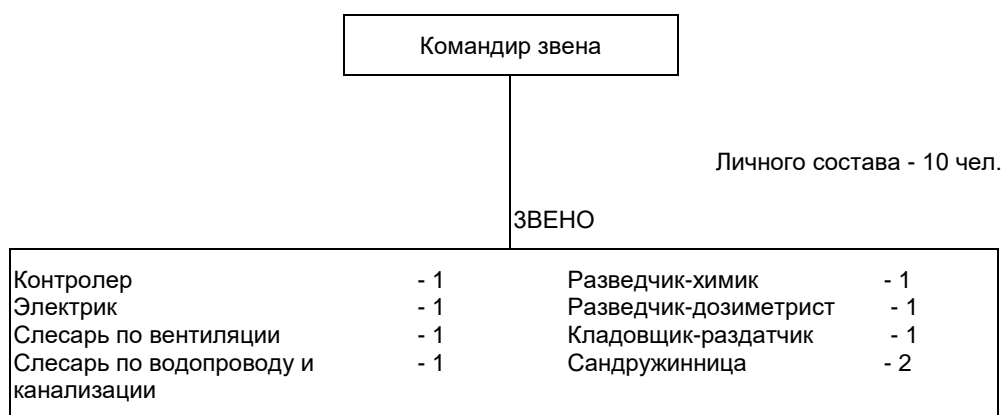 Командир звена
Личного состава - 10 чел.
ЗВЕНО
Контролер - 1
Электрик - 1
Слесарь по вентиляции - 1
Слесарь по водопроводу и - 1
канализации
Разведчик-химик - 1
Разведчик-дозиметрист - 1
Кладовщик-раздатчик - 1
Сандружинница - 2